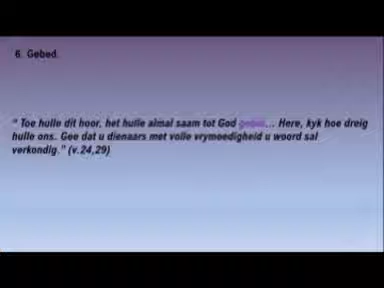 6. Gebed.
" Toe hulle dit hoor, het hulle almal saam tot God gebid... Here, kyk hoe dreig
hulle ons. Gee dat u dienaars met volle vrymoedigheid u woord sal
verkondig." (v.24,29)